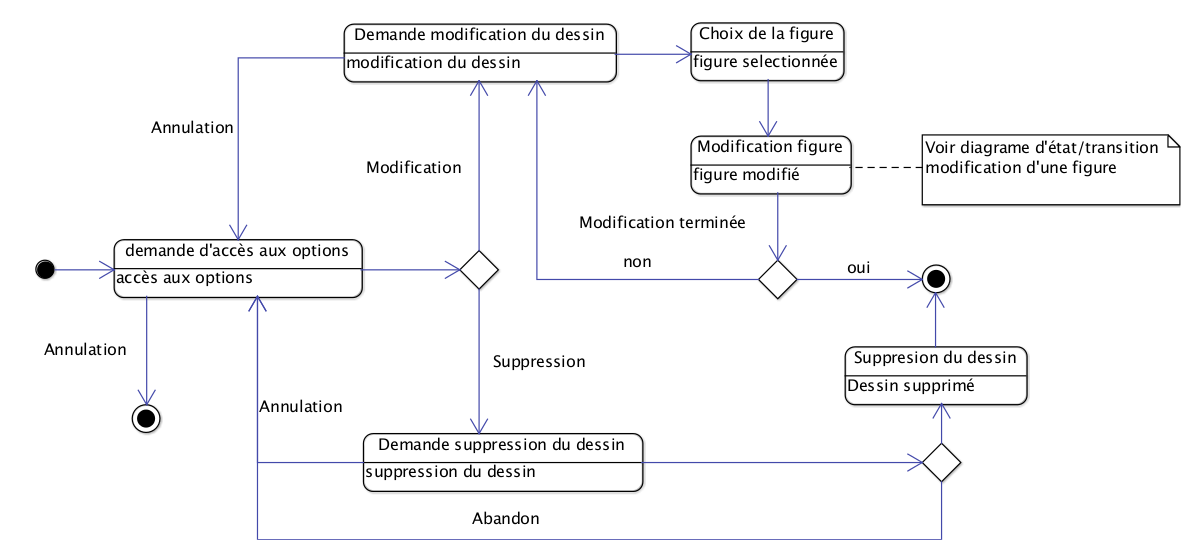 Demande modification du dessin
modification du dessin
Choix de la figure
figure selectionnée
Annulation
Modification
Modification figure
figure modifié
Voir diagrame d'état/transition
modification d'une figure
Modification terminée
demande d'accès aux options
accès aux options
non
oui
Annulation
Suppression
Suppresion du dessin
Dessin supprimé
Annulation
Demande suppression du dessin
suppression du dessin
Abandon